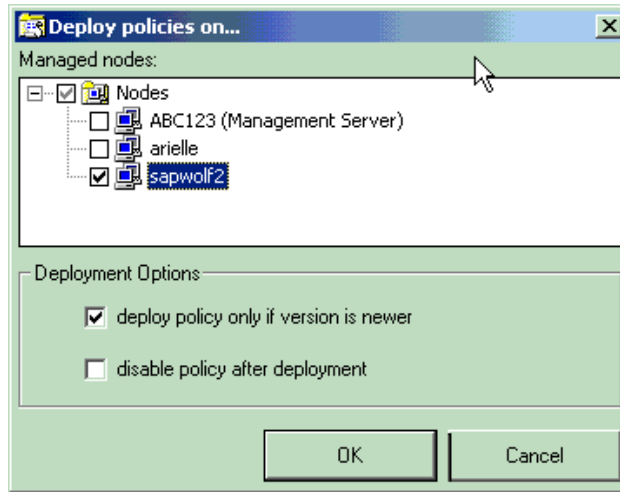 Deploy policies on...
Managed nodes:
Nodes
ABC123 (Management Server)
arielle
sapwolf2
Deployment Options
deploy policy only if version is newer
disable policy after deployment
OK Cancel